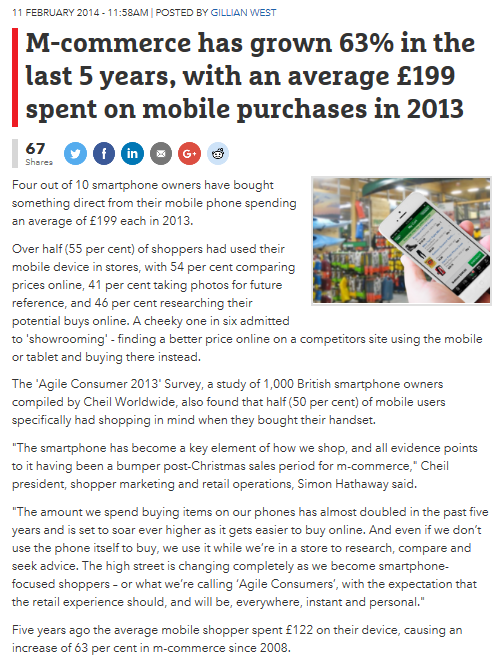 11 FEBRUARY 2014 - 11:58AM | POSTED BY GILLIAN WEST
M-commerce has grown 63% in the
last 5 years, with an average £199
spent on mobile purchases in 2013
67
Shares
Four out of 10 smartphone owners have bought
something direct from their mobile phone spending
an average of £199 each in 2013.
Over half (55 per cent) of shoppers had used their
mobile device in stores, with 54 per cent comparing
prices online, 41 per cent taking photos for future
reference, and 46 per cent researching their
potential buys online. A cheeky one in six admitted
to 'showrooming' - finding a better price online on a competitors site using the mobile
or tablet and buying there instead.
The 'Agile Consumer 2013' Survey, a study of 1,000 British smartphone owners
compiled by Cheil Worldwide, also found that half (50 per cent) of mobile users
specifically had shopping in mind when they bought their handset.
"The smartphone has become a key element of how we shop, and all evidence points
to it having been a bumper post-Christmas sales period for m-commerce," Cheil
president, shopper marketing and retail operations, Simon Hathaway said.
"The amount we spend buying items on our phones has almost doubled in the past five
years and is set to soar ever higher as it gets easier to buy online. And even if we don’t
use the phone itself to buy, we use it while we’re in a store to research, compare and
seek advice. The high street is changing completely as we become smartphone-
focused shoppers – or what we’re calling ‘Agile Consumers’, with the expectation that
the retail experience should, and will be, everywhere, instant and personal."
Five years ago the average mobile shopper spent £122 on their device, causing an
increase of 63 per cent in m-commerce since 2008.